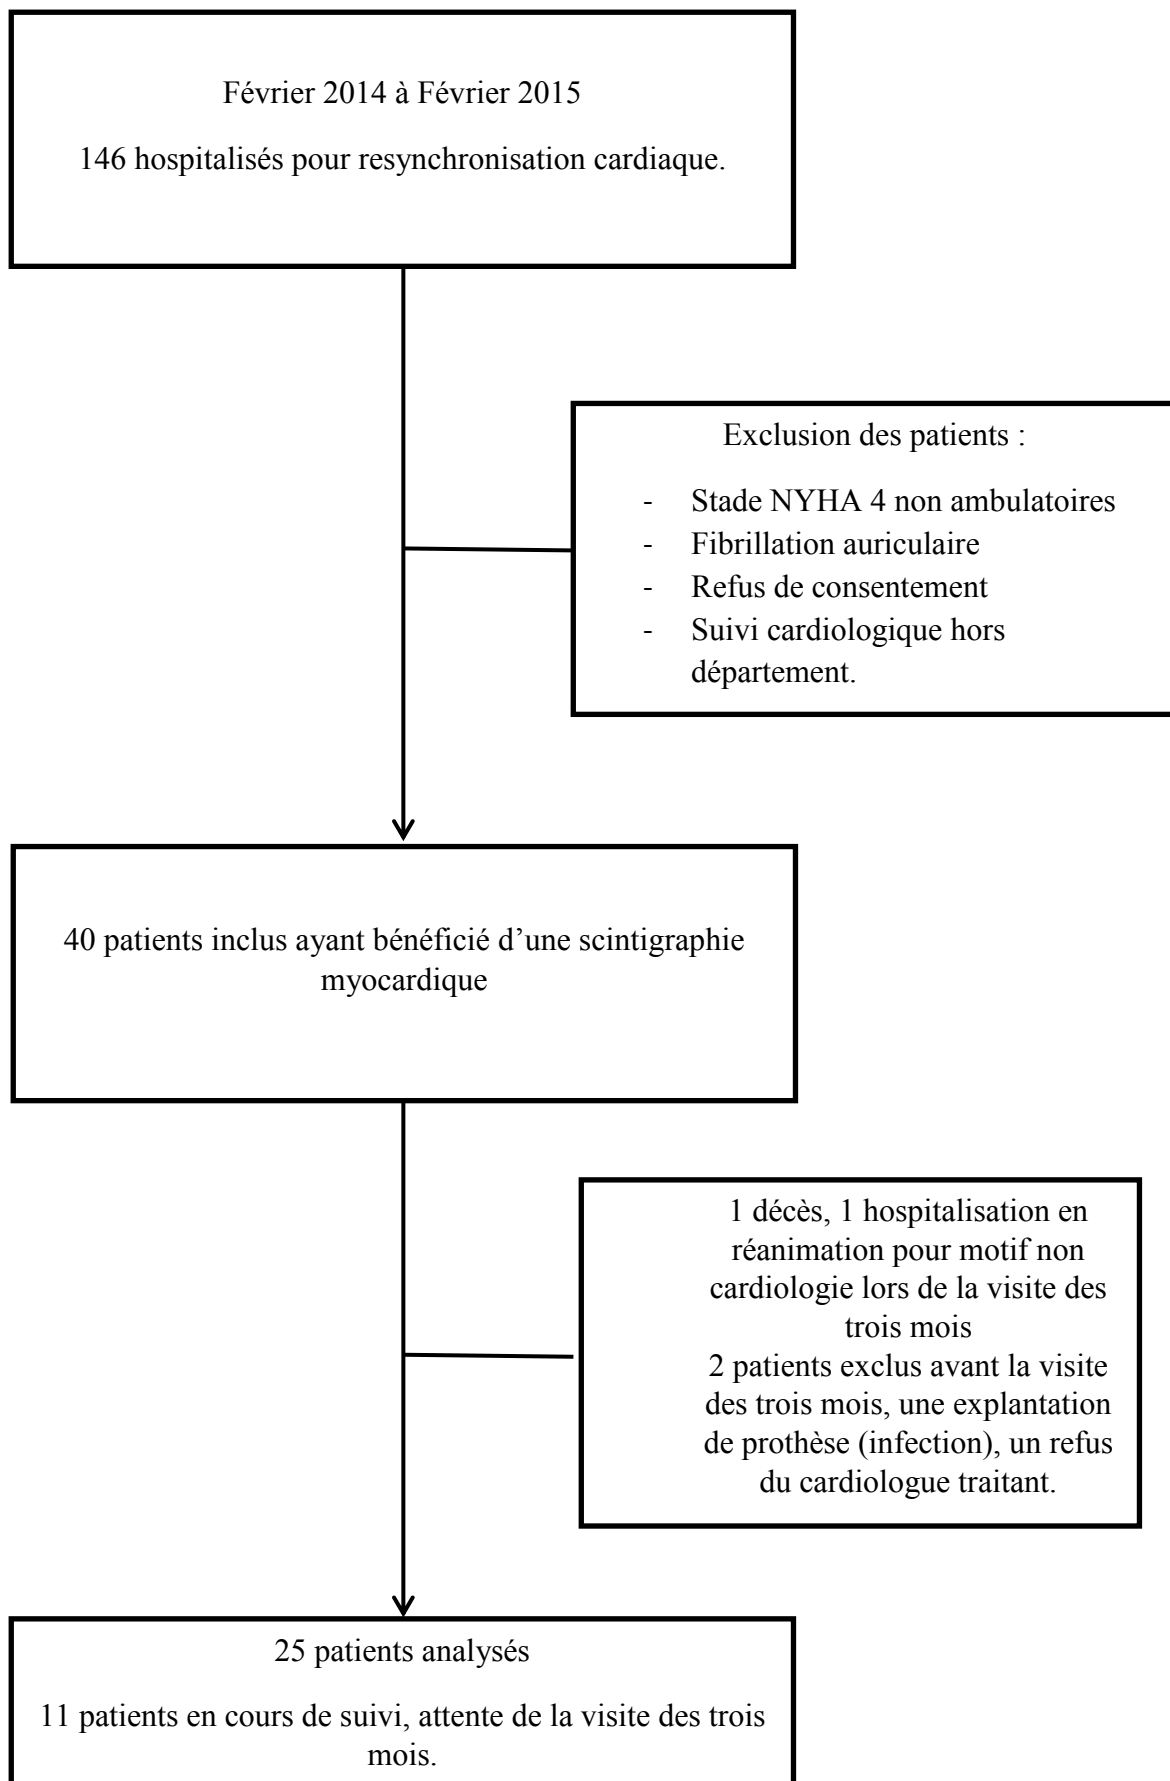 Février 2014 à Février 2015
146 hospitalisés pour resynchronisation cardiaque.
Exclusion des patients :
- Stade NYHA 4 non ambulatoires
- Fibrillation auriculaire
- Refus de consentement
- Suivi cardiologique hors
département.
40 patients inclus ayant bénéficié d’une scintigraphie
myocardique
1 décès, 1 hospitalisation en
réanimation pour motif non
cardiologie lors de la visite des
trois mois
2 patients exclus avant la visite
des trois mois, une explantation
de prothèse (infection), un refus
du cardiologue traitant.
25 patients analysés
11 patients en cours de suivi, attente de la visite des trois
mois.